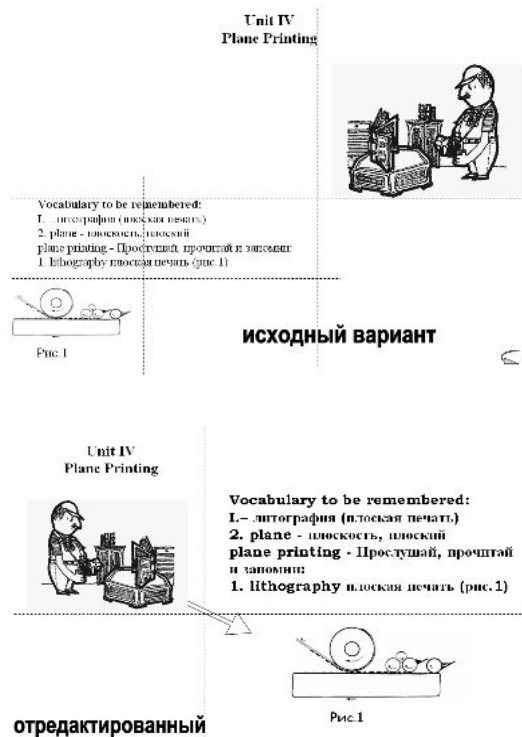 Unit IV
Plane Printing
Vocabulary to be remembered:
I. – литография (плоская печать)
2. plane - плоскость, плоский
plane printing - Прослушай, прочитай и запомни:
1. lithography плоская печать (рис.1)
Рис.1
исходный вариант
Unit IV
Plane Printing
Vocabulary to be remembered:
I.– литография (плоская печать)
2. plane - плоскость, плоский
plane printing - Прослушай, прочитай
и запомни:
1. lithography плоская печать (рис.1)
Рис.1
отредактированный